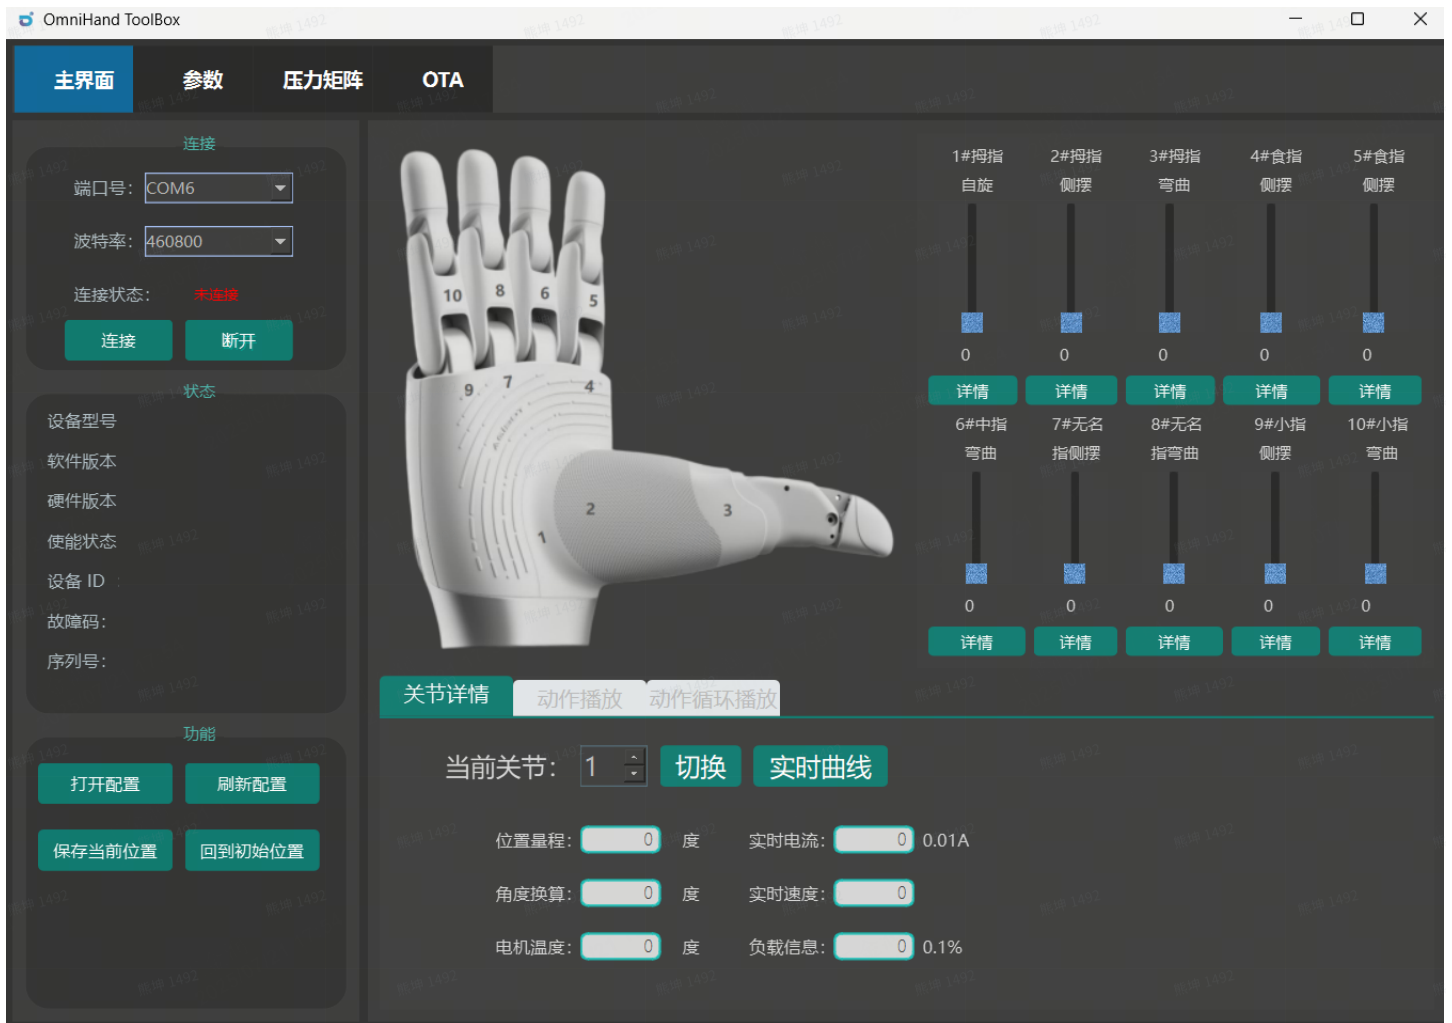 OmniHand ToolBox
主界面 参数 压力矩阵 OTA
连接
端口号： COM6
波特率： 460800
连接状态： 未连接
连接 断开
状态
设备型号
软件版本
硬件版本
使能状态
设备 ID :
故障码：
序列号：
功能
打开配置 刷新配置
保存当前位置 回到初始位置
10 8 6 5
9 7 4
2 3
1
1#拇指 2#拇指 3#拇指 4#食指 5#食指
自旋 侧摆 弯曲 侧摆 侧摆
0 0 0 0 0
详情 详情 详情 详情 详情
6#中指 7#无名 8#无名 9#小指 10#小指
弯曲 指侧摆 指弯曲 侧摆 弯曲
0 0 0 0 0
详情 详情 详情 详情 详情
关节详情 动作播放 动作循环播放
当前关节： 1 切换 实时曲线
位置量程： 0 度 实时电流： 0 0.01A
角度换算： 0 度 实时速度： 0
电机温度： 0 度 负载信息： 0 0.1%
熊坤 1492